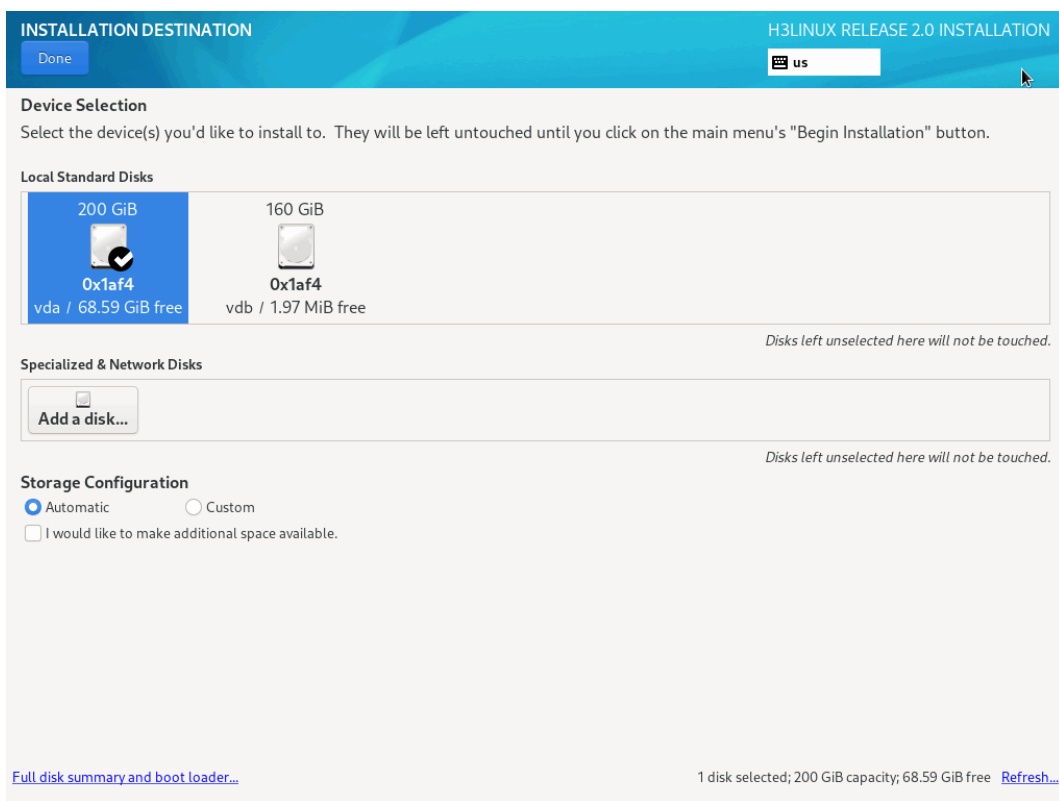 INSTALLATION DESTINATION
H3LINUX RELEASE 2.0 INSTALLATION
Done
us
Device Selection
Select the device(s) you'd like to install to. They will be left untouched until you click on the main menu's "Begin Installation" button.
Local Standard Disks
200 GiB
0x1af4
vda / 68.59 GiB free
160 GiB
0x1af4
vdb / 1.97 MiB free
Disks left unselected here will not be touched.
Specialized & Network Disks
Add a disk...
Disks left unselected here will not be touched.
Storage Configuration
Automatic
Custom
I would like to make additional space available.
Full disk summary and boot loader...
1 disk selected; 200 GiB capacity; 68.59 GiB free Refresh...